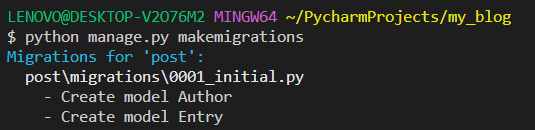 LENOVO@DESKTOP-V2O76M2 MINGW64 ~/PycharmProjects/my_blog
$ python manage.py makemigrations
Migrations for 'post':
  post\migrations\0001_initial.py
    - Create model Author
    - Create model Entry